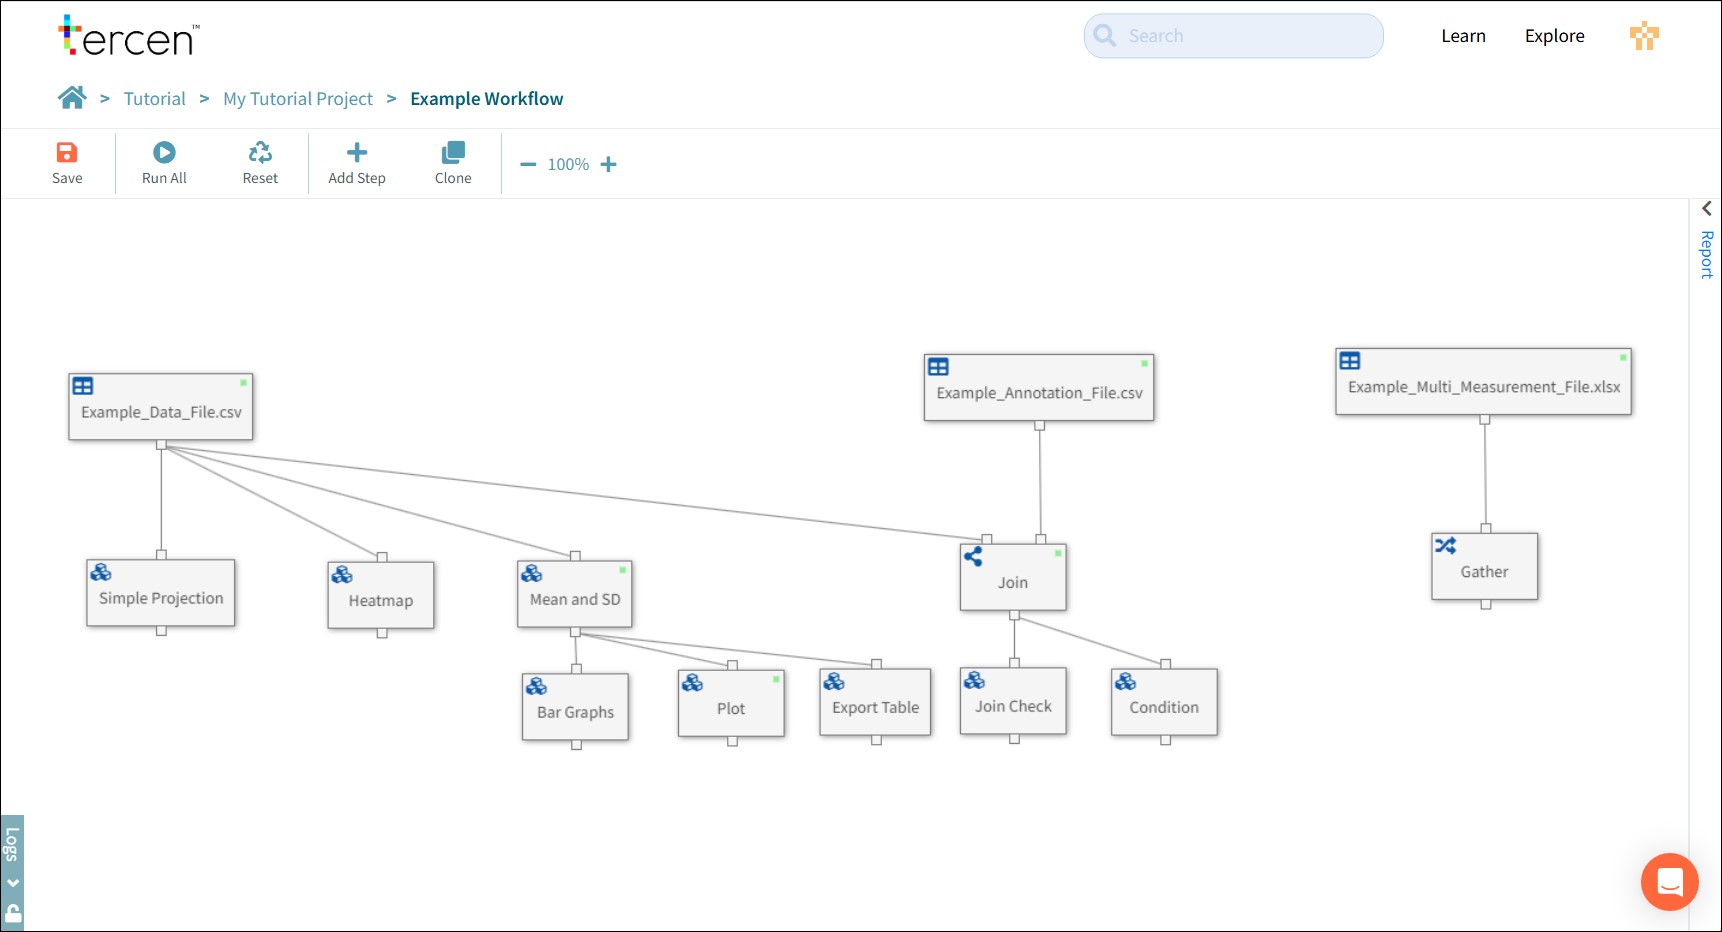 tercen™
Search
Learn
Explore
> Tutorial > My Tutorial Project > Example Workflow
Save
Run All
Reset
Add Step
Clone
100%
Report
Example_Data_File.csv
Example_Annotation_File.csv
Example_Multi_Measurement_File.xlsx
Simple Projection
Heatmap
Mean and SD
Join
Gather
Bar Graphs
Plot
Export Table
Join Check
Condition
Logs